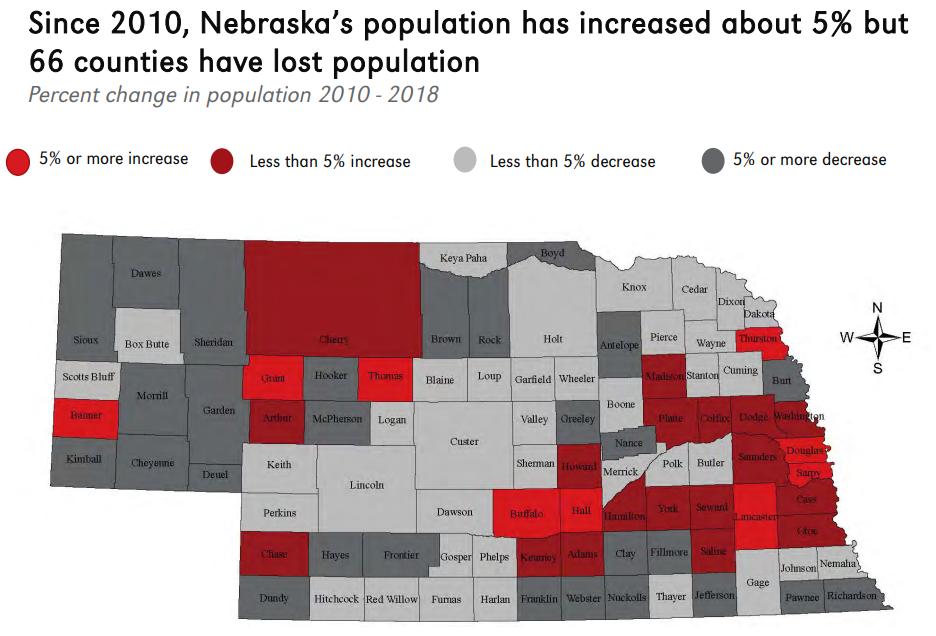 Since 2010, Nebraska's population has increased about 5% but
66 counties have lost population
Percent change in population 2010 - 2018
5% or more increase
Less than 5% increase
Less than 5% decrease
5% or more decrease
Keya Paha
Boyd
Dawes
Knox
Cedar
Dixon
Dakota
N
W
E
S
Sioux
Box Butte
Sheridan
Cherry
Brown
Rock
Holt
Antelope
Pierce
Wayne
Thurston
Scotts Bluff
Morrill
Garden
Grant
Hooker
Thomas
Blaine
Loup
Garfield
Wheeler
Madison
Stanton
Cuming
Burt
Banner
Arthur
McPherson
Logan
Custer
Valley
Greeley
Boone
Platte
Colfax
Dodge
Washington
Kimball
Cheyenne
Deuel
Keith
Lincoln
Sherman
Howard
Nance
Merrick
Polk
Butler
Saunders
Douglas
Sarpy
Perkins
Dawson
Buffalo
Hall
Hamilton
York
Seward
Lancaster
Cass
Otoe
Chase
Hayes
Frontier
Gosper
Phelps
Kearney
Adams
Clay
Fillmore
Saline
Gage
Johnson
Nemaha
Dundy
Hitchcock
Red Willow
Furnas
Harlan
Franklin
Webster
Nuckolls
Thayer
Jefferson
Pawnee
Richardson